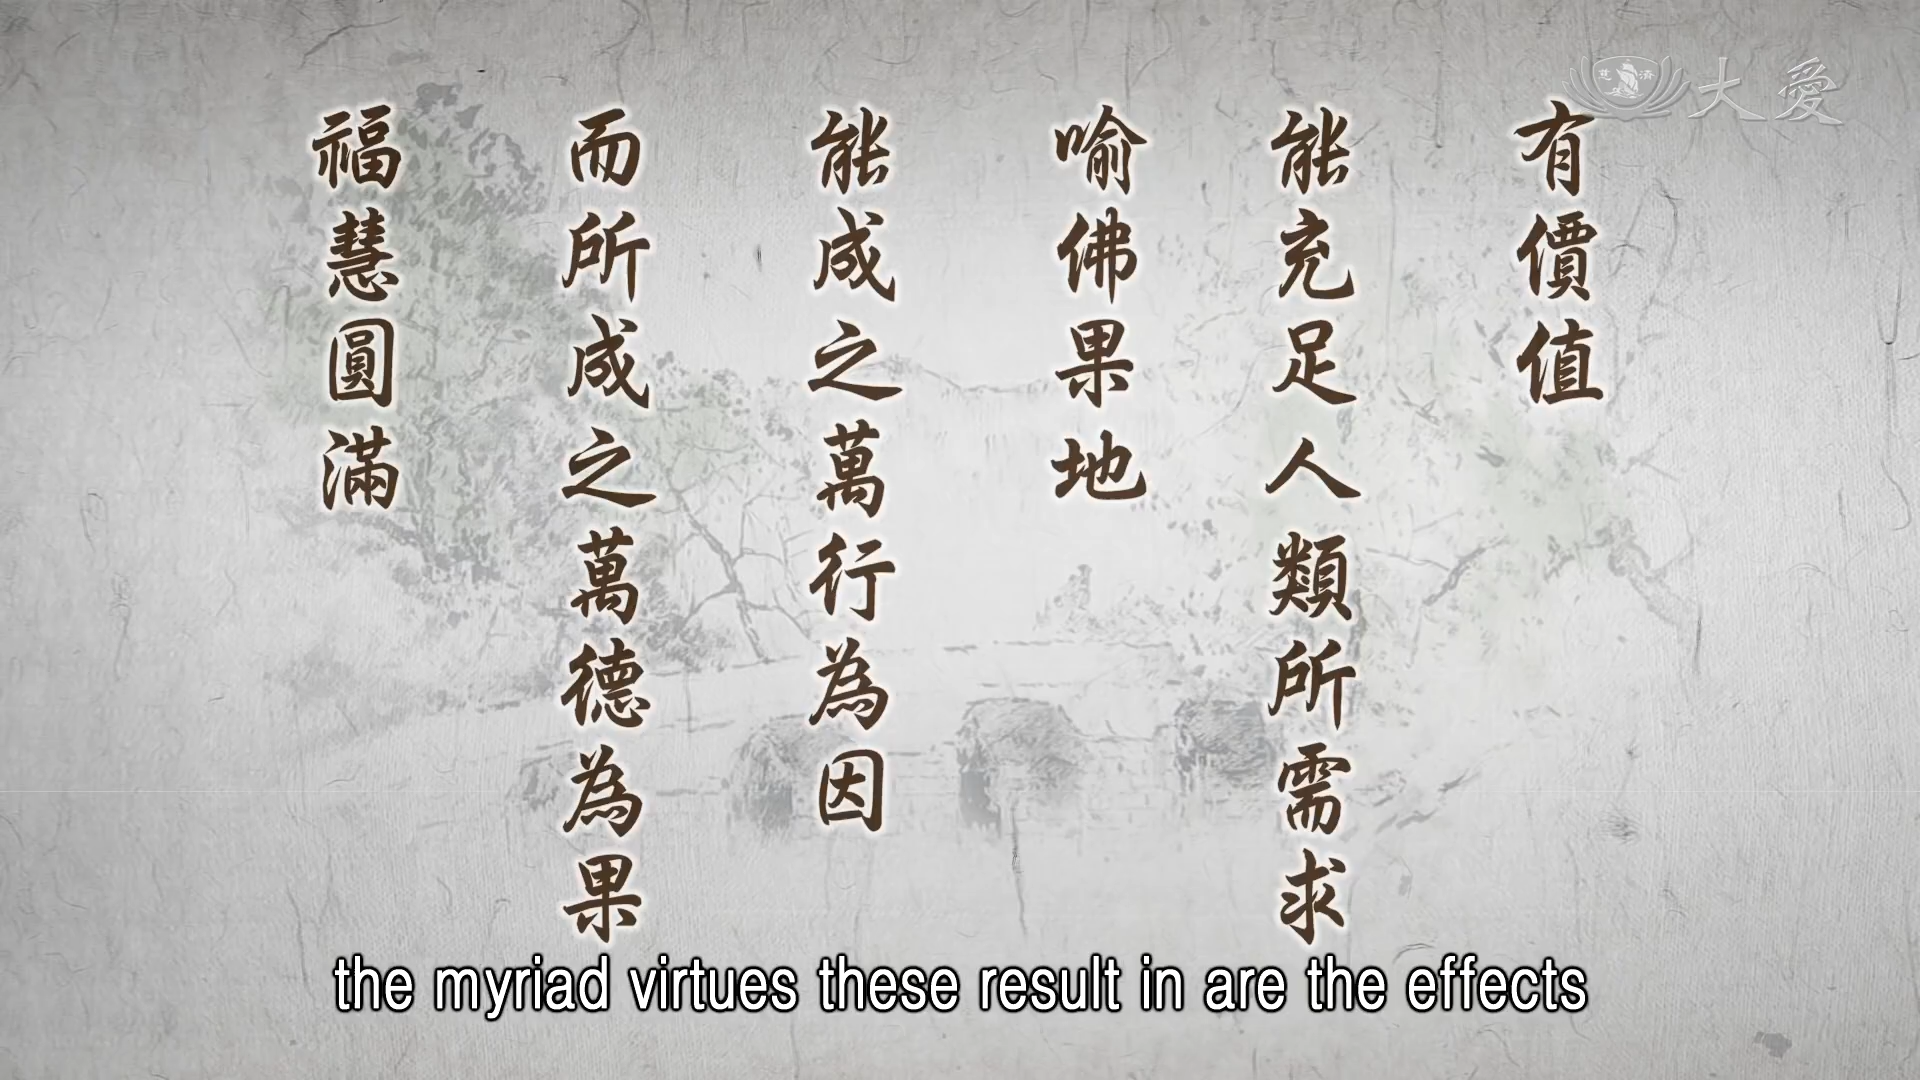 大愛
慈濟
有價值
能充足人類所需求
喻佛果地
能成之萬行為因
而所成之萬德為果
福慧圓滿
the myriad virtues these result in are the effects